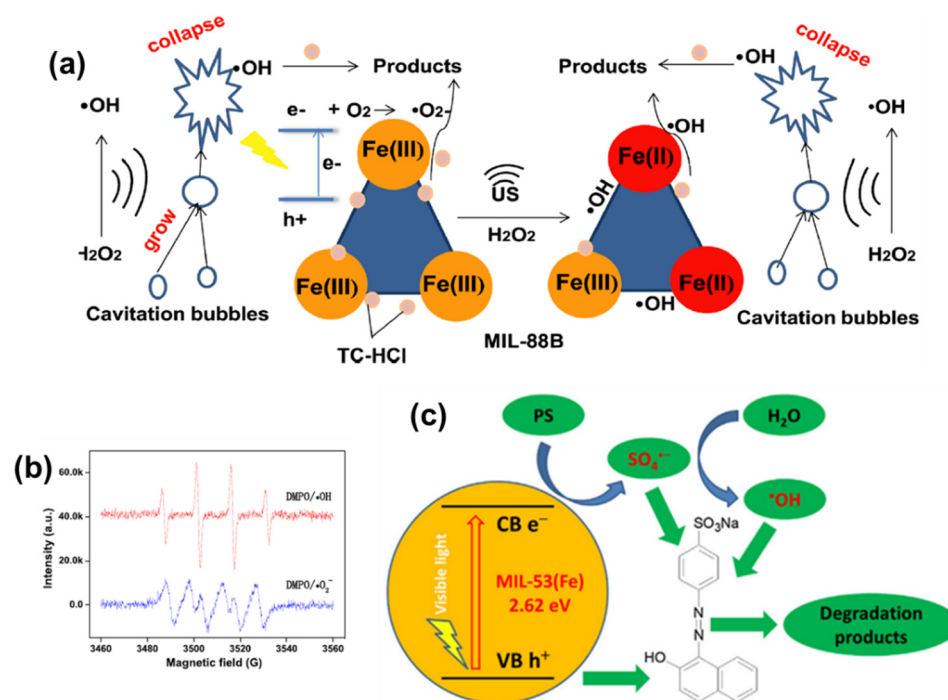 (a)
collapse
•OH
Products
•OH
e- + O2 → •O2-
Fe(III)
e-
h+
grow
H2O2
Fe(III)
Fe(III)
Cavitation bubbles
TC-HCl
US
H2O2
MIL-88B
collapse
Products
•OH
•OH
•OH
Fe(II)
•OH
Fe(III)
Fe(II)
•OH
H2O2
Cavitation bubbles
(b)
Intensity (a.u.)
60.0k
40.0k
20.0k
0.0
DMPO/•OH
DMPO/•O₂⁻
3460
3480
3500
3520
3540
3560
Magnetic field (G)
(c)
PS
H₂O
SO₄•−
•OH
CB e−
Visible light
MIL-53(Fe)
2.62 eV
VB h+
SO₃Na
N
N
HO
Degradation
products